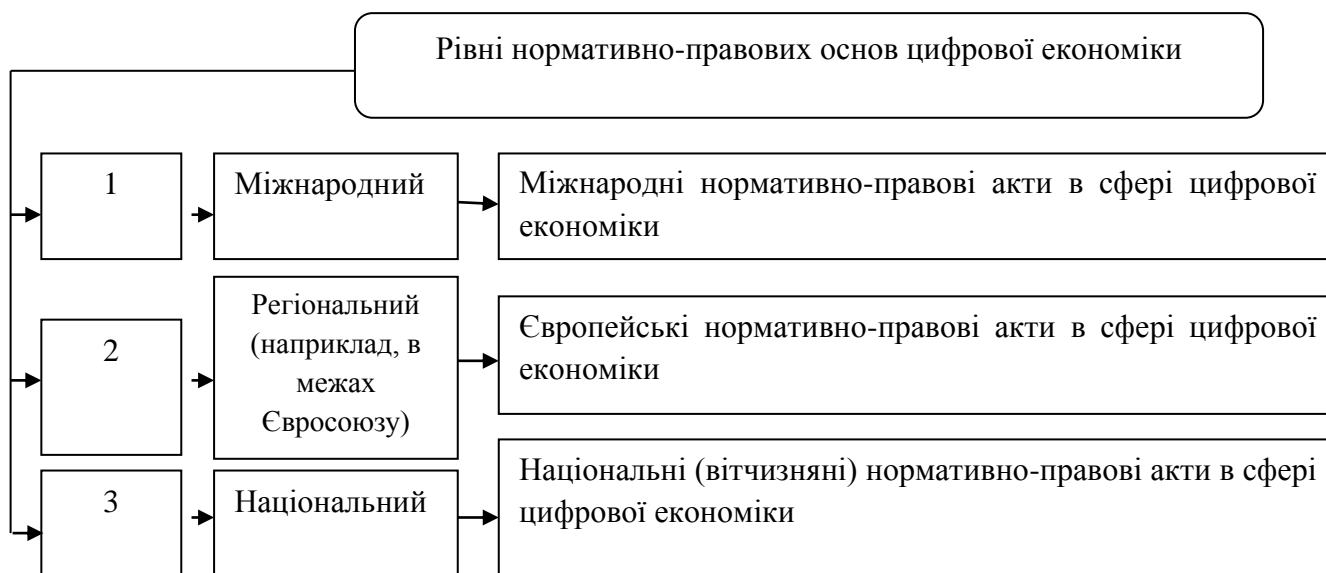 Рівні нормативно-правових основ цифрової економіки
1
Міжнародний
Міжнародні нормативно-правові акти в сфері цифрової
економіки
2
Регіональний
(наприклад, в
межах
Євросоюзу)
Європейські нормативно-правові акти в сфері цифрової
економіки
3
Національний
Національні (вітчизняні) нормативно-правові акти в сфері
цифрової економіки